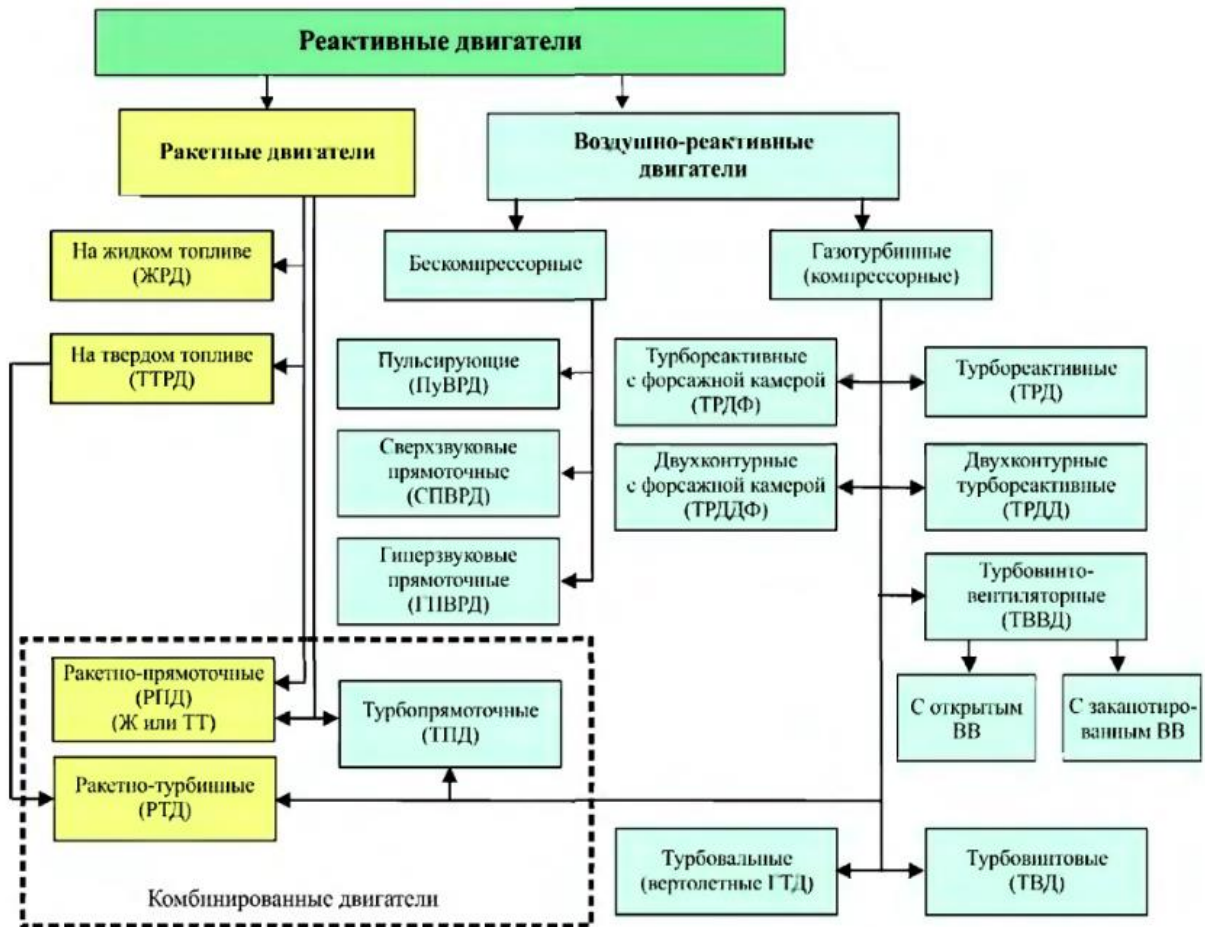 Реактивные двигатели
Ракетные двигатели
Воздушно-реактивные
двигатели
На жидком топливе
(ЖРД)
Бескомпрессорные
Газотурбинные
(компрессорные)
На твердом топливе
(ТТРД)
Пульсирующие
(ПуВРД)
Турбореактивные
с форсажной камерой
(ТРДФ)
Турбореактивные
(ТРД)
Сверхзвуковые
прямоточные
(СПВРД)
Двухконтурные
с форсажной камерой
(ТРДДФ)
Двухконтурные
турбореактивные
(ТРДД)
Гиперзвуковые
прямоточные
(ГПВРД)
Турбовинто-
вентиляторные
(ТВВД)
Ракетно-прямоточные
(РПД)
(Ж или ТТ)
Турбопрямоточные
(ТПД)
С открытым
ВВ
С закапотиро-
ванным ВВ
Ракетно-турбинные
(РТД)
Турбовальные
(вертолетные ГТД)
Турбовинтовые
(ТВД)
Комбинированные двигатели